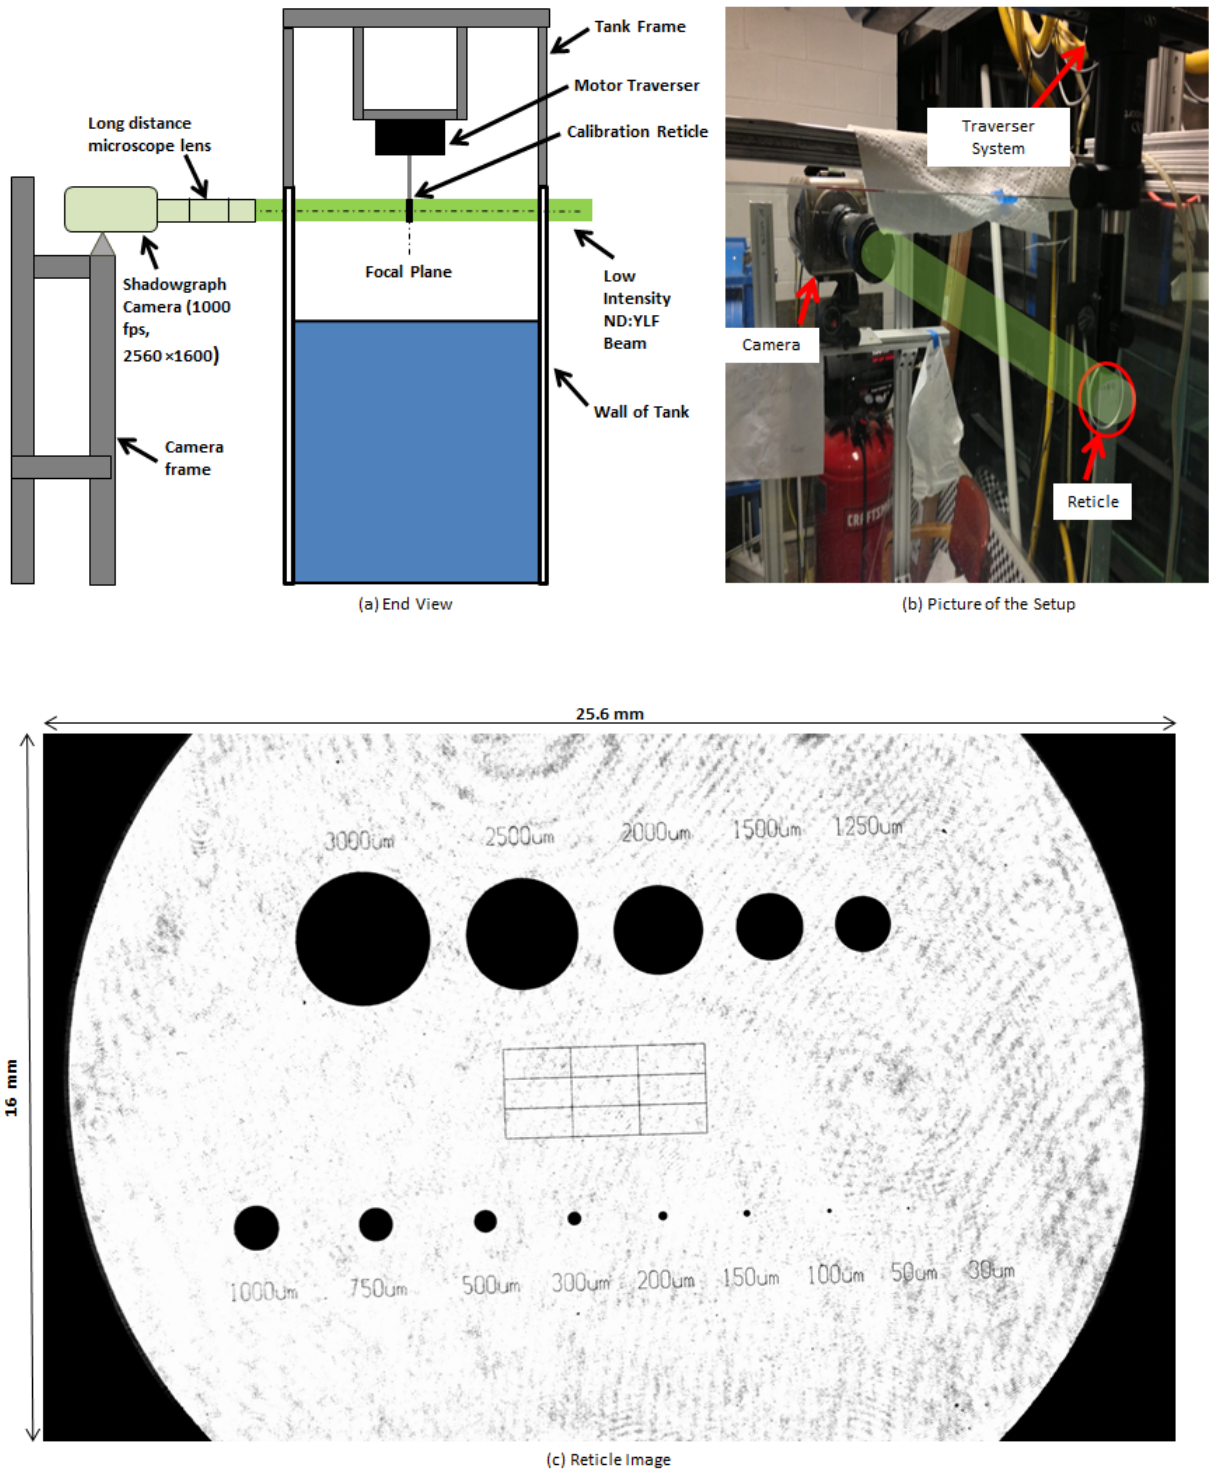 Tank Frame
Motor Traverser
Calibration Reticle
Long distance
microscope lens
Focal Plane
Shadowgraph
Camera (1000
fps,
2560 ×1600)
Low
Intensity
ND:YLF
Beam
Wall of Tank
Camera
frame
(a) End View
Traverser
System
Camera
Reticle
CRAFTS
(b) Picture of the Setup
25.6 mm
16 mm
3000um
2500um
2000um
1500um
1250um
1000um
750um
500um
300um
200um
150um
100um
50um
30um
(c) Reticle Image